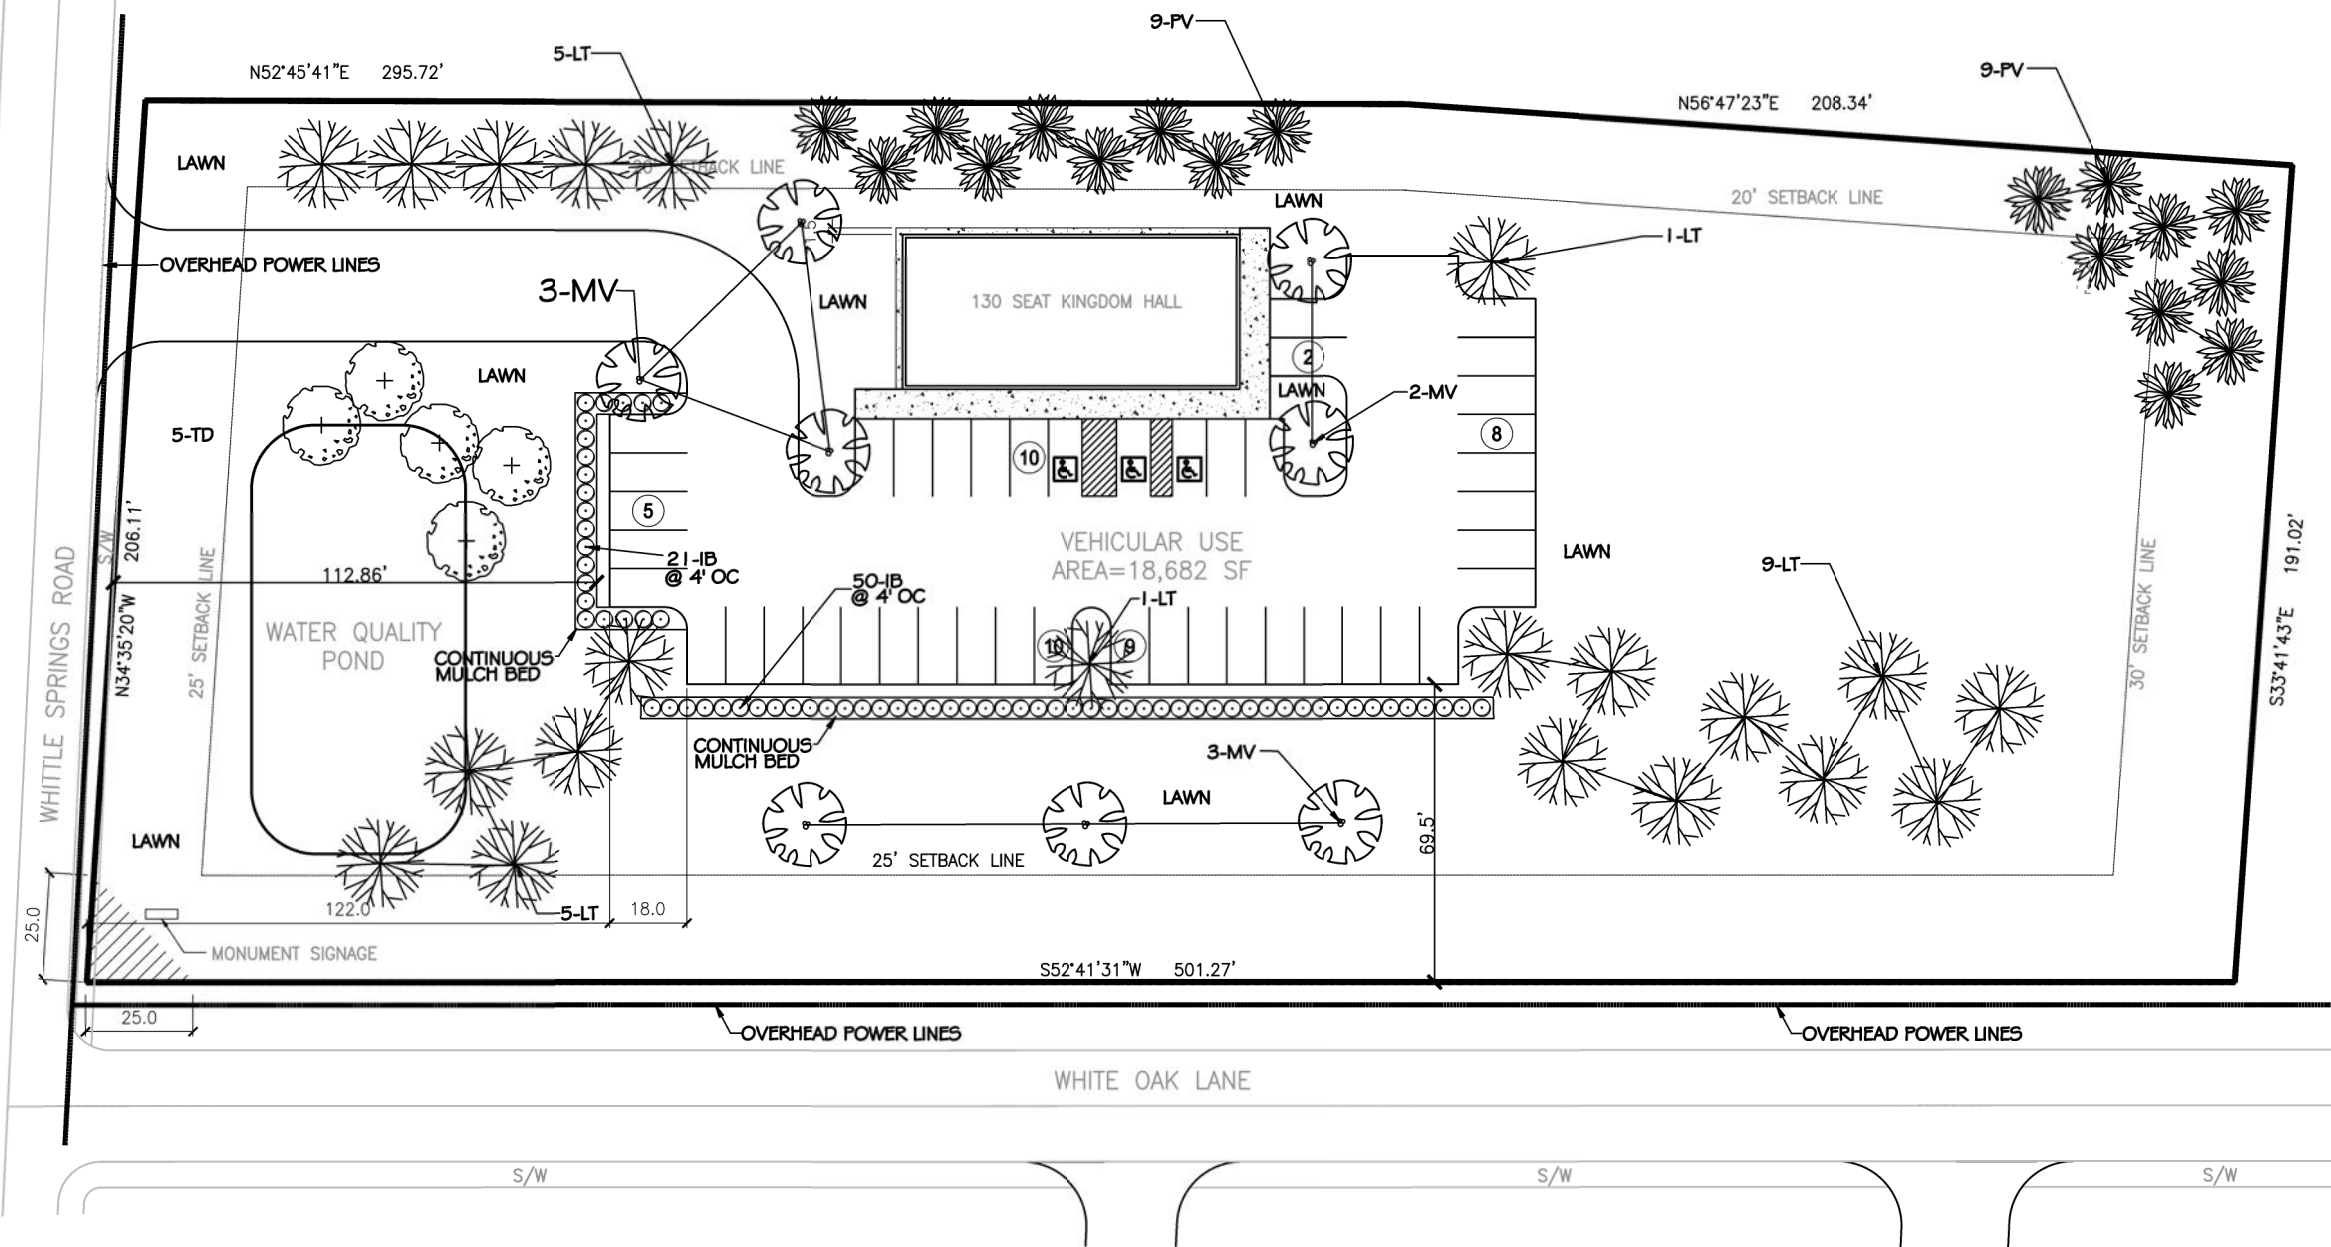 9-PV
5-LT
N52°45'41"E 295.72'
9-PV
N56°47'23"E 208.34'
LAWN
20' SETBACK LINE
20' SETBACK LINE
LAWN
1-LT
OVERHEAD POWER LINES
3-MV
LAWN
130 SEAT KINGDOM HALL
2
LAWN
LAWN
2-MV
5-TD
10
8
5
206.11'
N34°35'20"W
S/W
WHITTLE SPRINGS ROAD
25' SETBACK LINE
112.86'
WATER QUALITY
POND
21-IB
@ 4' OC
50-IB
@ 4' OC
VEHICULAR USE
AREA=18,682 SF
1-LT
10
9
LAWN
9-LT
30' SETBACK LINE
191.02'
S33°41'43"E
CONTINUOUS
MULCH BED
CONTINUOUS
MULCH BED
3-MV
LAWN
69.5'
LAWN
25' SETBACK LINE
25.0
122.0
5-LT
18.0
MONUMENT SIGNAGE
S52°41'31"W 501.27'
25.0
OVERHEAD POWER LINES
OVERHEAD POWER LINES
WHITE OAK LANE
S/W
S/W
S/W